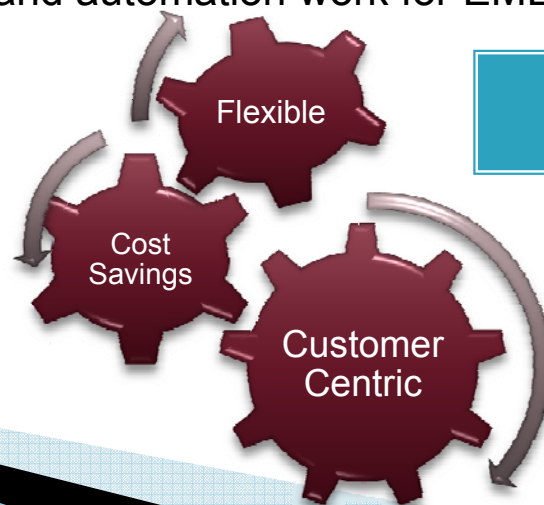 and automation work for
Flexible
Cost
Savings
Customer
Centric